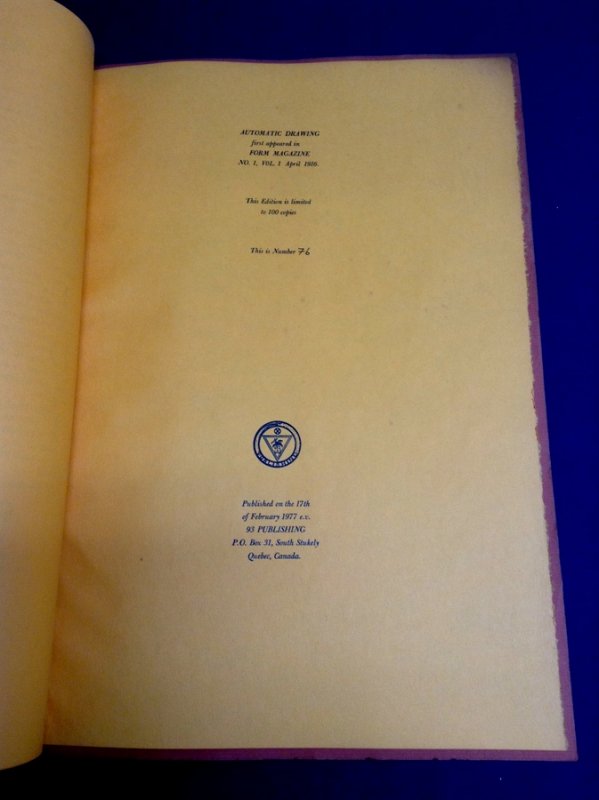 AUTOMATIC DRAWING
first appeared in
FORM MAGAZINE
NO. 1, VOL. 1 April 1916.
This Edition is limited
to 100 copies
This is Number 76
Published on the 17th
of February 1977 e.v.
93 PUBLISHING
P.O. Box 31, South Stukely
Quebec, Canada.